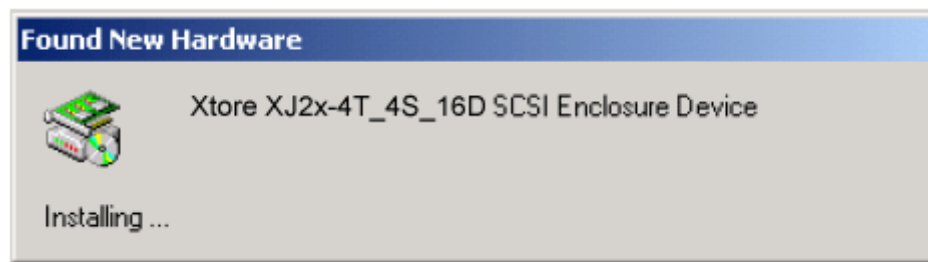 Found New Hardware
Xtore XJ2x-4T_4S_16D SCSI Enclosure Device
Installing ...